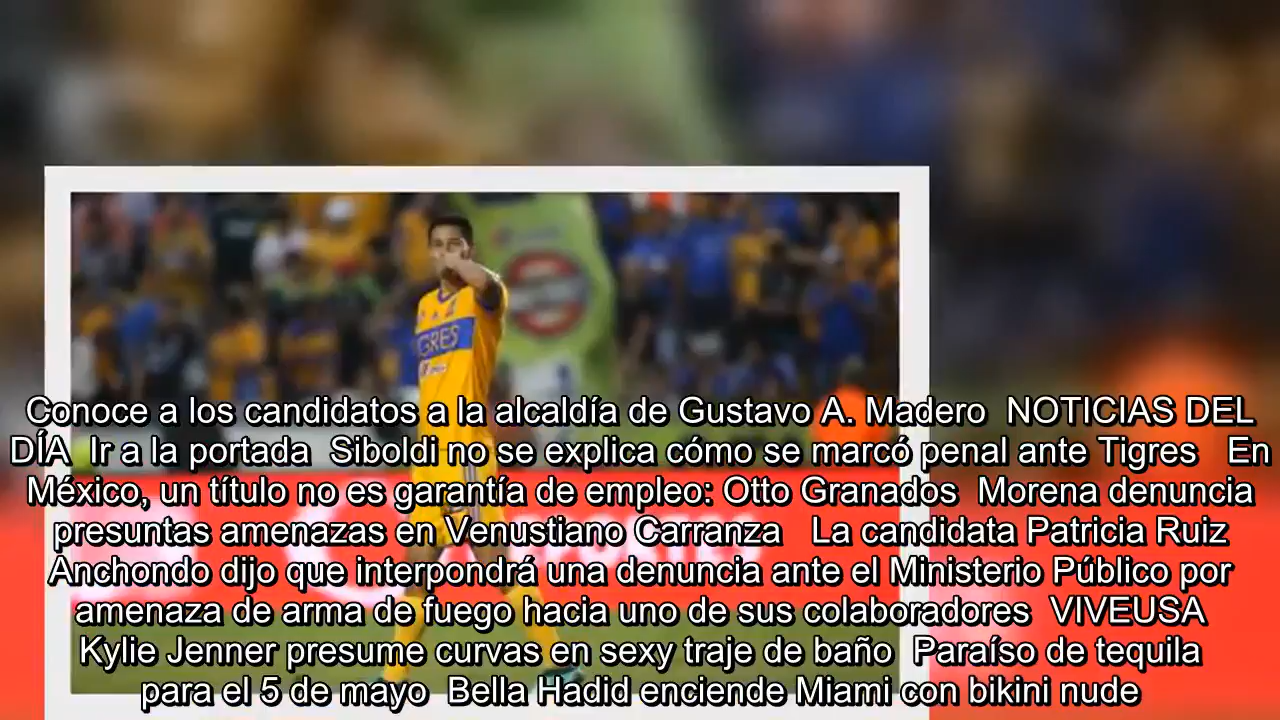 TIGRES
Conoce a los candidatos a la alcaldía de Gustavo A. Madero NOTICIAS DEL
DÍA Ir a la portada Siboldi no se explica cómo se marcó penal ante Tigres En
México, un título no es garantía de empleo: Otto Granados Morena denuncia
presuntas amenazas en Venustiano Carranza La candidata Patricia Ruiz
Anchondo dijo que interpondrá una denuncia ante el Ministerio Público por
amenaza de arma de fuego hacia uno de sus colaboradores VIVEUSA
Kylie Jenner presume curvas en sexy traje de baño Paraíso de tequila
para el 5 de mayo Bella Hadid enciende Miami con bikini nude